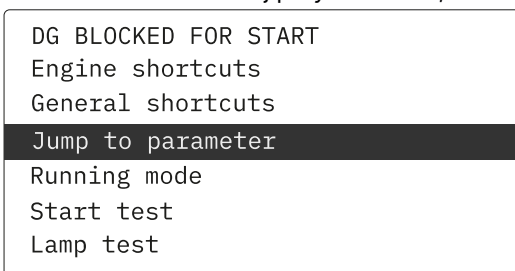 DG BLOCKED FOR START
Engine shortcuts
General shortcuts
Jump to parameter
Running mode
Start test
Lamp test